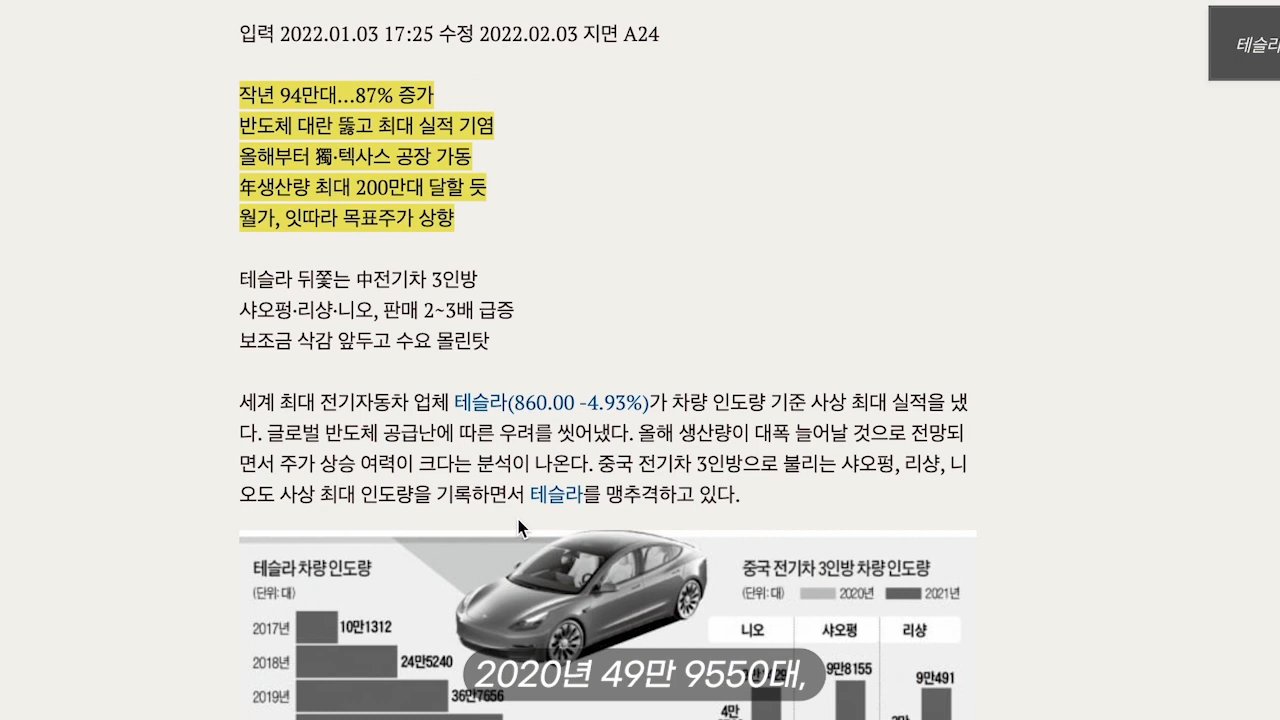 입력 2022.01.03 17:25 수정 2022.02.03 지면 A24
테슬라
작년 94만대…87% 증가
반도체 대란 뚫고 최대 실적 기염
올해부터 獨·텍사스 공장 가동
年생산량 최대 200만대 달할 듯
월가, 잇따라 목표주가 상향
테슬라 뒤쫓는 中전기차 3인방
샤오펑·리샹·니오, 판매 2~3배 급증
보조금 삭감 앞두고 수요 몰린탓
세계 최대 전기자동차 업체 테슬라(860.00 -4.93%)가 차량 인도량 기준 사상 최대 실적을 냈
다. 글로벌 반도체 공급난에 따른 우려를 씻어냈다. 올해 생산량이 대폭 늘어날 것으로 전망되
면서 주가 상승 여력이 크다는 분석이 나온다. 중국 전기차 3인방으로 불리는 샤오펑, 리샹, 니
오도 사상 최대 인도량을 기록하면서 테슬라를 맹추격하고 있다.
테슬라 차량 인도량
(단위: 대)
2017년 10만1312
2018년 24만5240
2019년 36만7656
중국 전기차 3인방 차량 인도량
(단위: 대) 2020년 2021년
니오 샤오펑 리샹
9만8155
9만491
4만
2020년 49만 9550대,